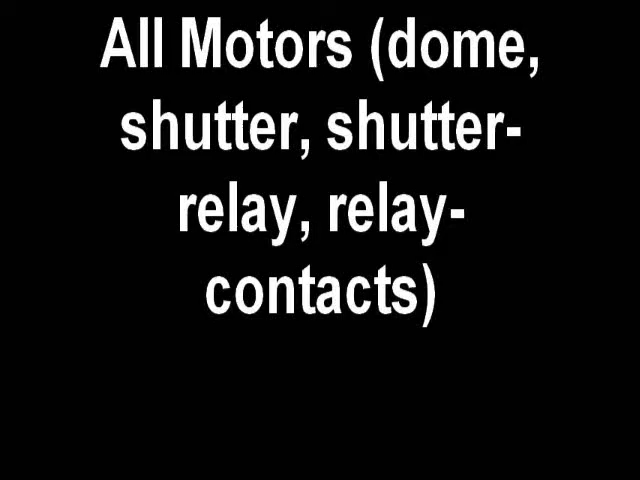 All Motors (dome,
shutter, shutter-
relay, relay-
contacts)